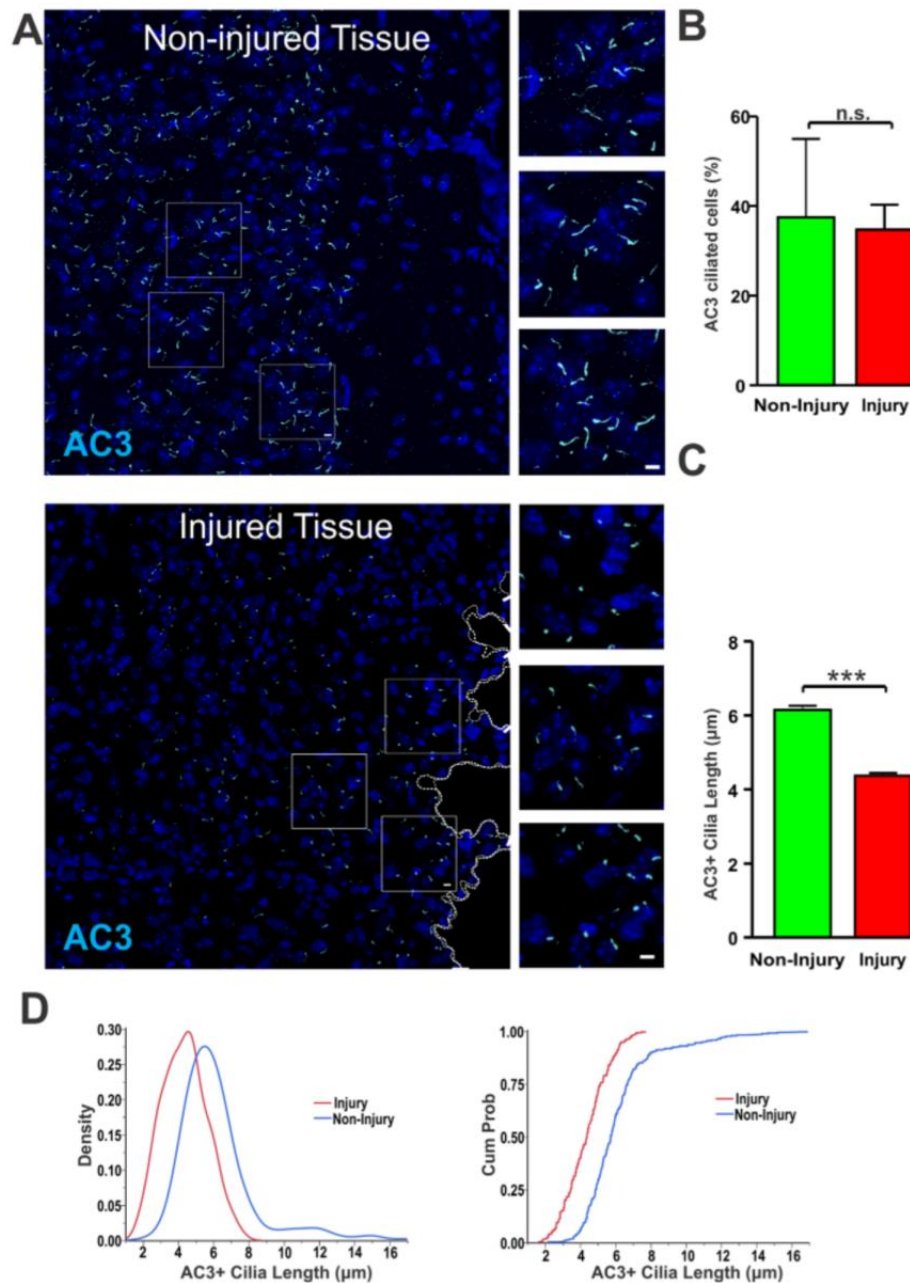 A
Non-injured Tissue
AC3
Injured Tissue
AC3
B
60
40
20
0
AC3 ciliated cells (%)
n.s.
Non-Injury
Injury
C
8
6
4
2
0
AC3+ Cilia Length (µm)
***
Non-Injury
Injury
D
0.30
0.25
0.20
0.15
0.10
0.05
0.00
Density
Injury
Non-Injury
2 4 6 8 10 12 14 16
AC3+ Cilia Length (µm)
1.00
0.75
0.50
0.25
0.00
Cum Prob
Injury
Non-Injury
2 4 6 8 10 12 14 16
AC3+ Cilia Length (µm)